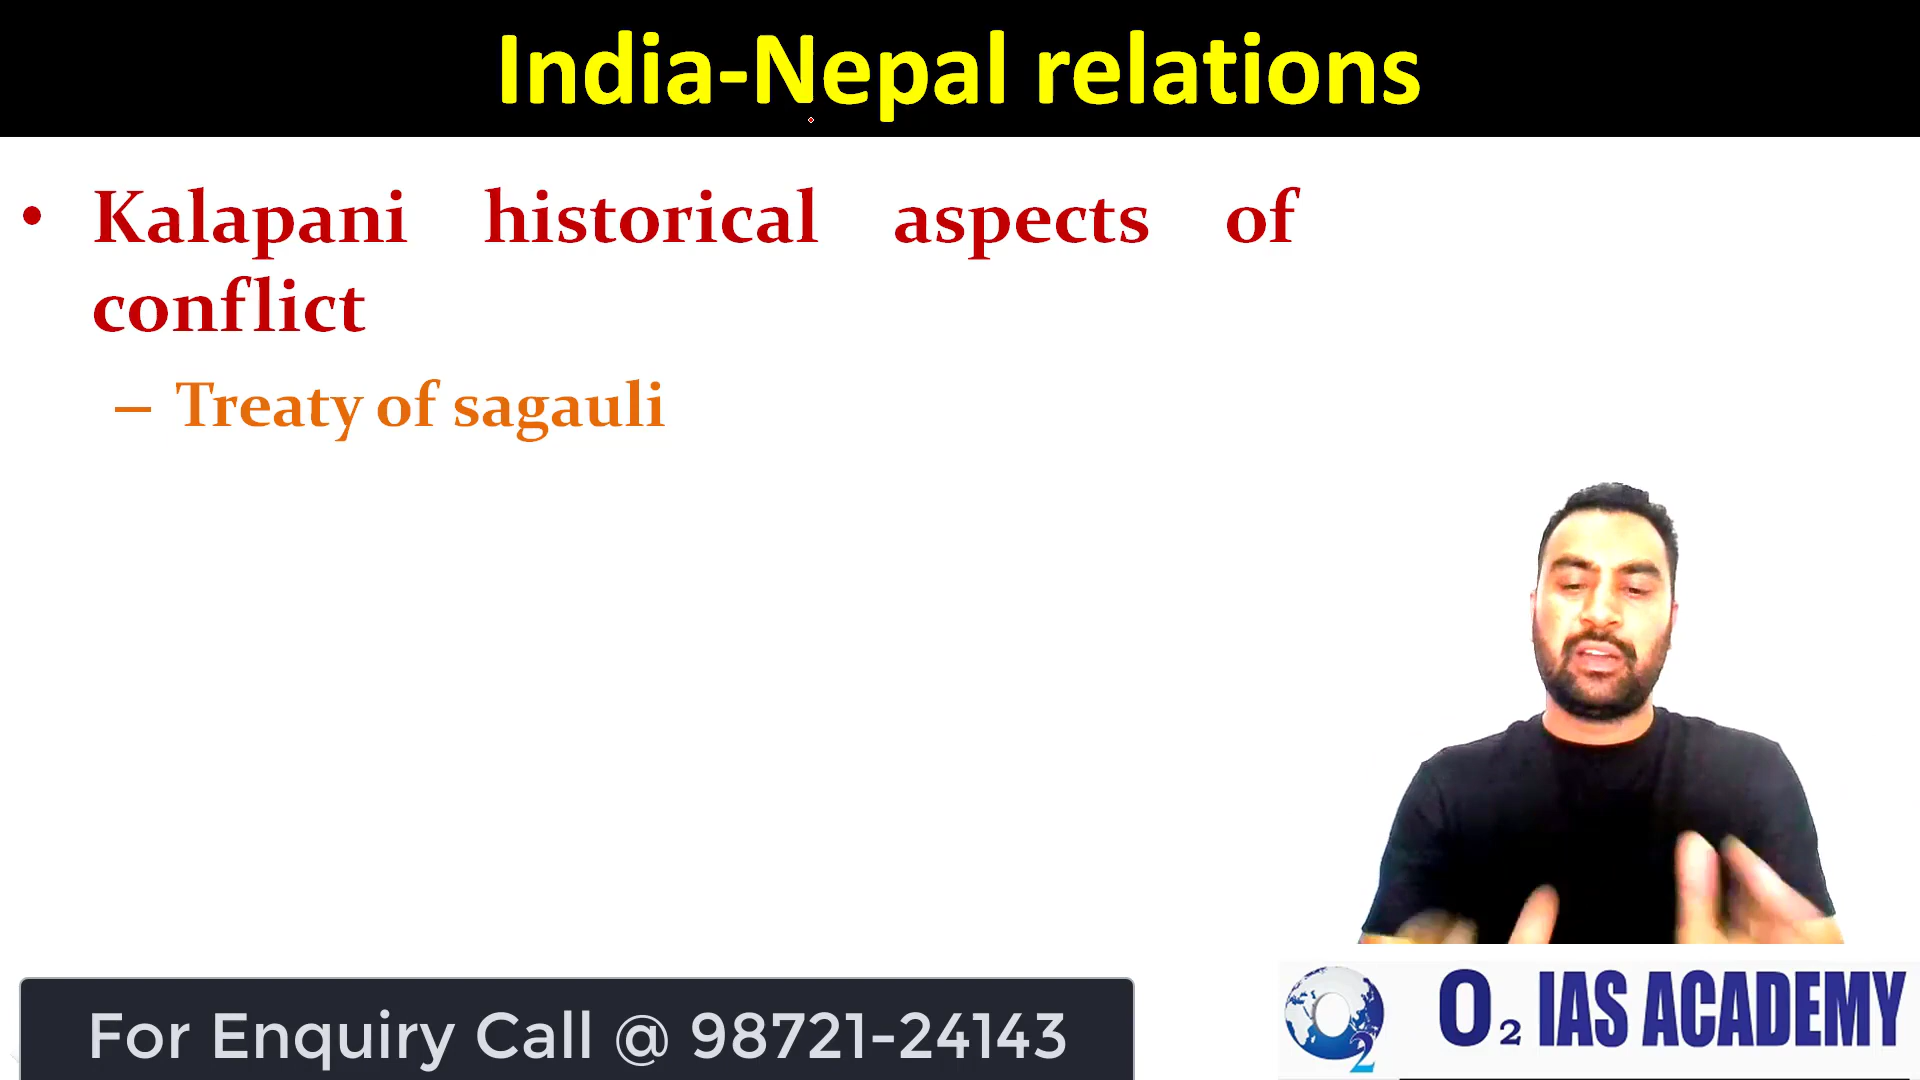 India-Nepal relations
• Kalapani historical aspects of
conflict
– Treaty of sagauli
For Enquiry Call @ 98721-24143
O2 IAS ACADEMY
O2